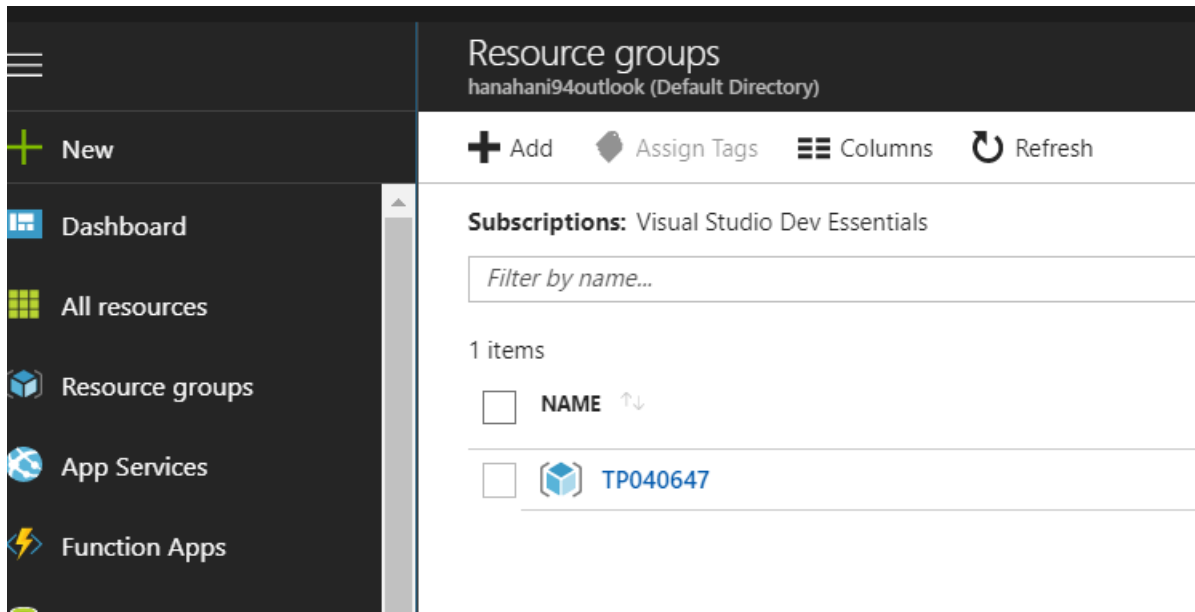 Resource groups
hanahani94outlook (Default Directory)
New
Add Assign Tags Columns Refresh
Dashboard
Subscriptions: Visual Studio Dev Essentials
Filter by name...
All resources
1 items
Resource groups
NAME
App Services
TP040647
Function Apps